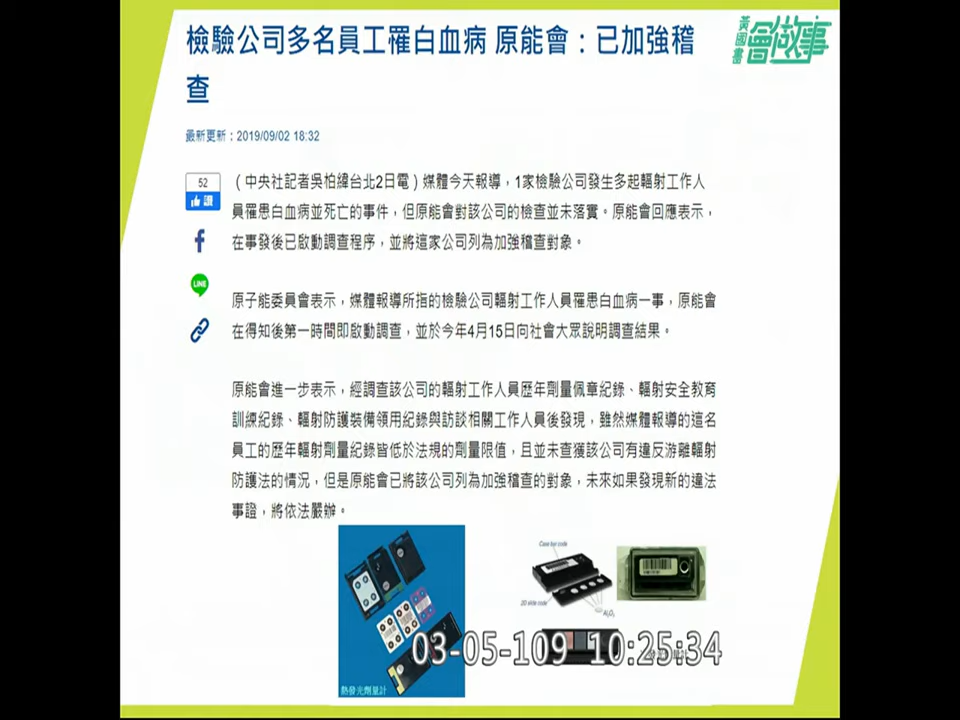 檢驗公司多名員工罹白血病 原能會：已加強稽
查
黃國書
會做事
最新更新：2019/09/02 18:32
52
讚
（中央社記者吳柏緯台北2日電）媒體今天報導，1家檢驗公司發生多起輻射工作人
員罹患白血病並死亡的事件，但原能會對該公司的檢查並未落實。原能會回應表示，
在事發後已啟動調查程序，並將這家公司列為加強稽查對象。
LINE
原子能委員會表示，媒體報導所指的檢驗公司輻射工作人員罹患白血病一事，原能會
在得知後第一時間即啟動調查，並於今年4月15日向社會大眾說明調查結果。
原能會進一步表示，經調查該公司的輻射工作人員歷年劑量佩章紀錄、輻射安全教育
訓練紀錄、輻射防護裝備領用紀錄與訪談相關工作人員後發現，雖然媒體報導的這名
員工的歷年輻射劑量紀錄皆低於法規的劑量限值，且並未查獲該公司有違反游離輻射
防護法的情況，但是原能會已將該公司列為加強稽查的對象，未來如果發現新的違法
事證，將依法嚴辦。
Case bar code
2D slide code
Al₂O₃
03-05-109 10:25:34
熱發光劑量計